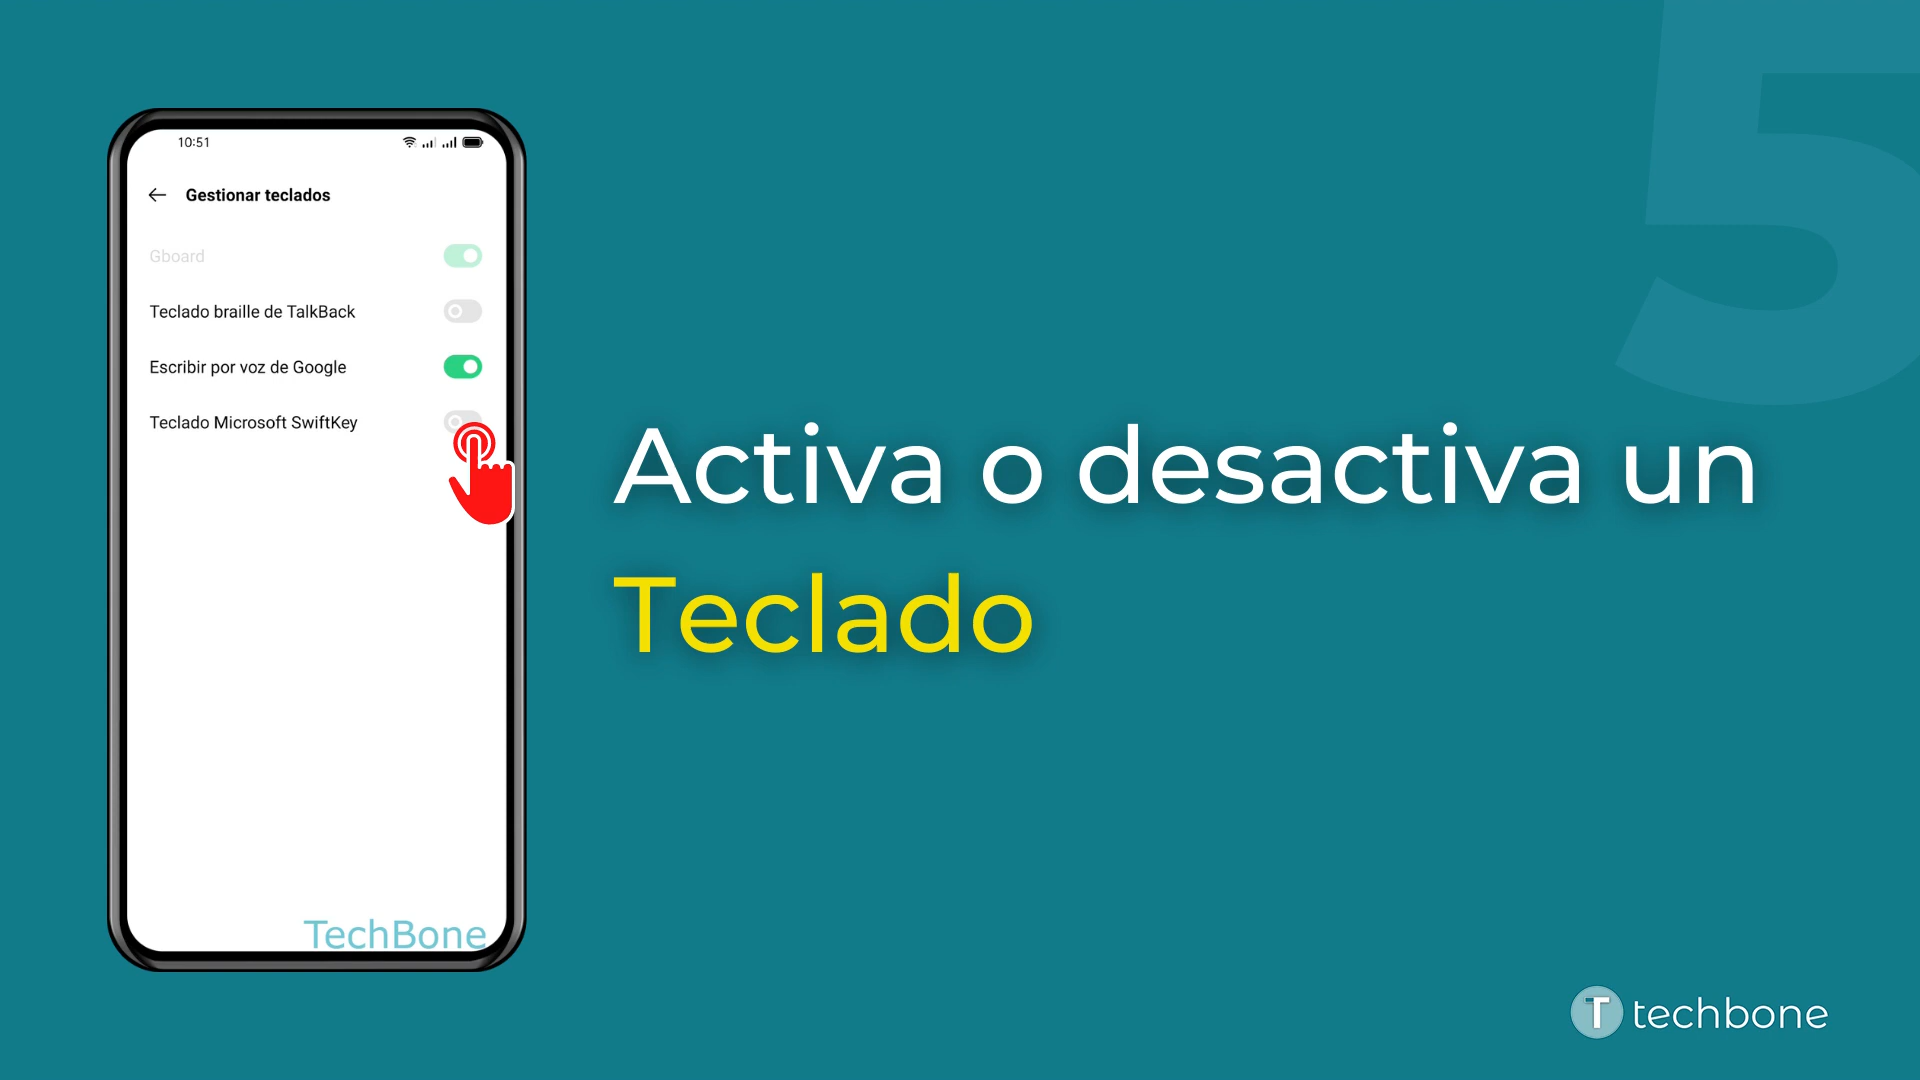 5
10:51
Gestionar teclados
Gboard
Teclado braille de TalkBack
Escribir por voz de Google
Teclado Microsoft SwiftKey
TechBone
Activa o desactiva un
Teclado
T techbone